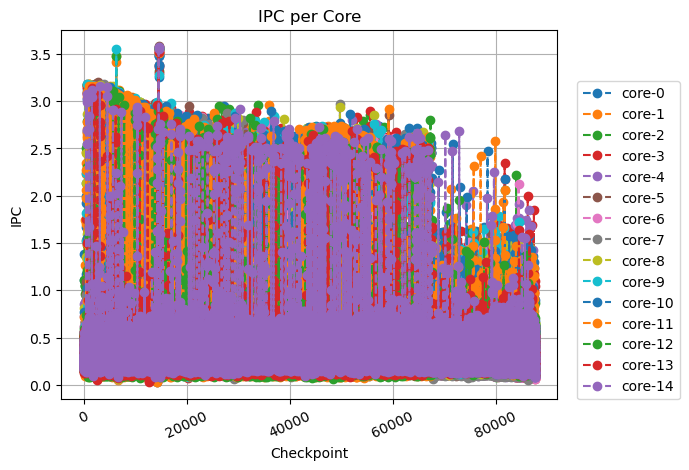 IPC per Core
IPC
3.5
3.0
2.5
2.0
1.5
1.0
0.5
0.0
0
20000
40000
60000
80000
Checkpoint
core-0
core-1
core-2
core-3
core-4
core-5
core-6
core-7
core-8
core-9
core-10
core-11
core-12
core-13
core-14